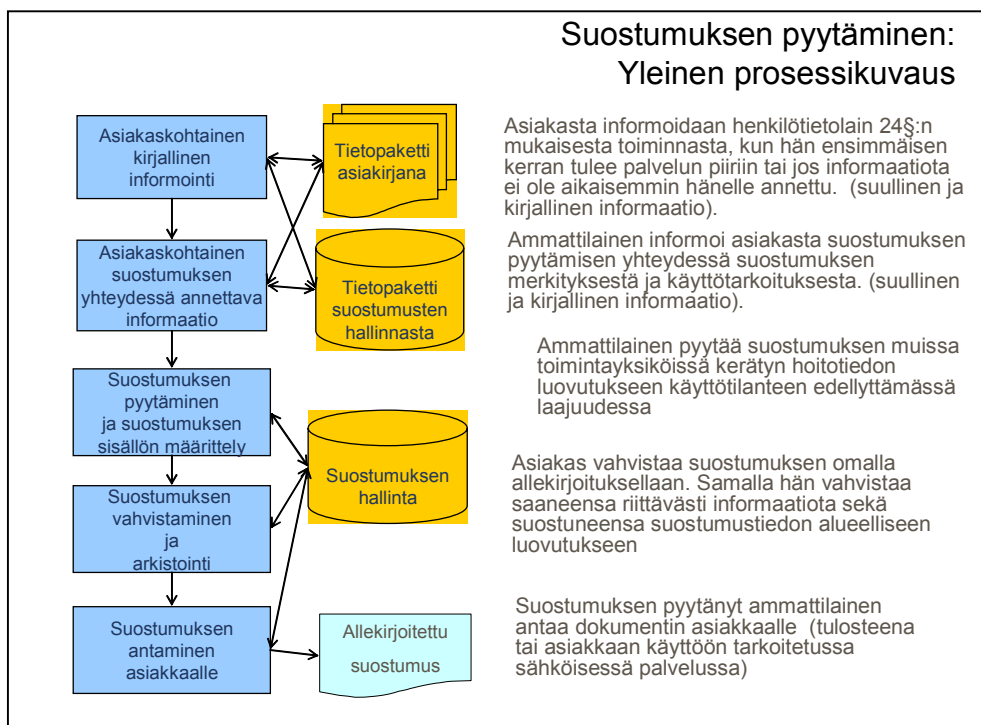 Suostumuksen pyytäminen:
Yleinen prosessikuvaus
Asiakaskohtainen
kirjallinen
informointi
Tietopaketti
asiakirjana
Asiakasta informoidaan henkilötietolain 24§:n
mukaisesta toiminnasta, kun hän ensimmäisen
kerran tulee palvelun piiriin tai jos informaatiota
ei ole aikaisemmin hänelle annettu. (suullinen ja
kirjallinen informaatio).
Asiakaskohtainen
suostumuksen
yhteydessä annettava
informaatio
Tietopaketti
suostumusten
hallinnasta
Ammattilainen informoi asiakasta suostumuksen
pyytämisen yhteydessä suostumuksen
merkityksestä ja käyttötarkoituksesta. (suullinen
ja kirjallinen informaatio).
Suostumuksen
pyytäminen
ja suostumuksen
sisällön määrittely
Ammattilainen pyytää suostumuksen muissa
toimintayksiköissä kerätyn hoitotiedon
luovutukseen käyttötilanteen edellyttämässä
laajuudessa
Suostumuksen
hallinta
Suostumuksen
vahvistaminen
ja
arkistointi
Asiakas vahvistaa suostumuksen omalla
allekirjoituksellaan. Samalla hän vahvistaa
saaneensa riittävästi informaatiota sekä
suostuneensa suostumustiedon alueelliseen
luovutukseen
Suostumuksen
antaminen
asiakkaalle
Allekirjoitettu
suostumus
Suostumuksen pyytänyt ammattilainen
antaa dokumentin asiakkaalle (tulosteena
tai asiakkaan käyttöön tarkoitetussa
sähköisessä palvelussa)